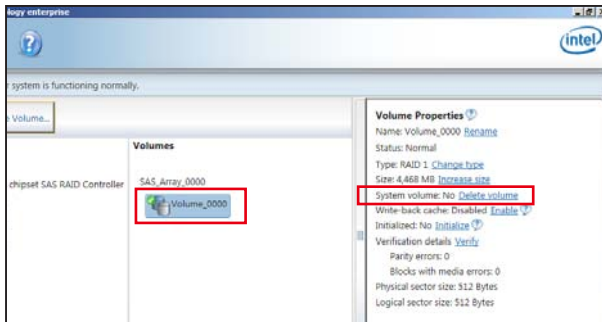 logy enterprise
intel
r system is functioning normally.
Volume...
Volumes
chipset SAS RAID Controller
SAS_Array_0000
Volume_0000
Volume Properties
Name: Volume_0000 Rename
Status: Normal
Type: RAID 1 Change type
Size: 4,468 MB Increase size
System volume: No Delete volume
Write-back cache: Disabled Enable
Initialized: No Initialize
Verification details Verify
Parity errors: 0
Blocks with media errors: 0
Physical sector size: 512 Bytes
Logical sector size: 512 Bytes